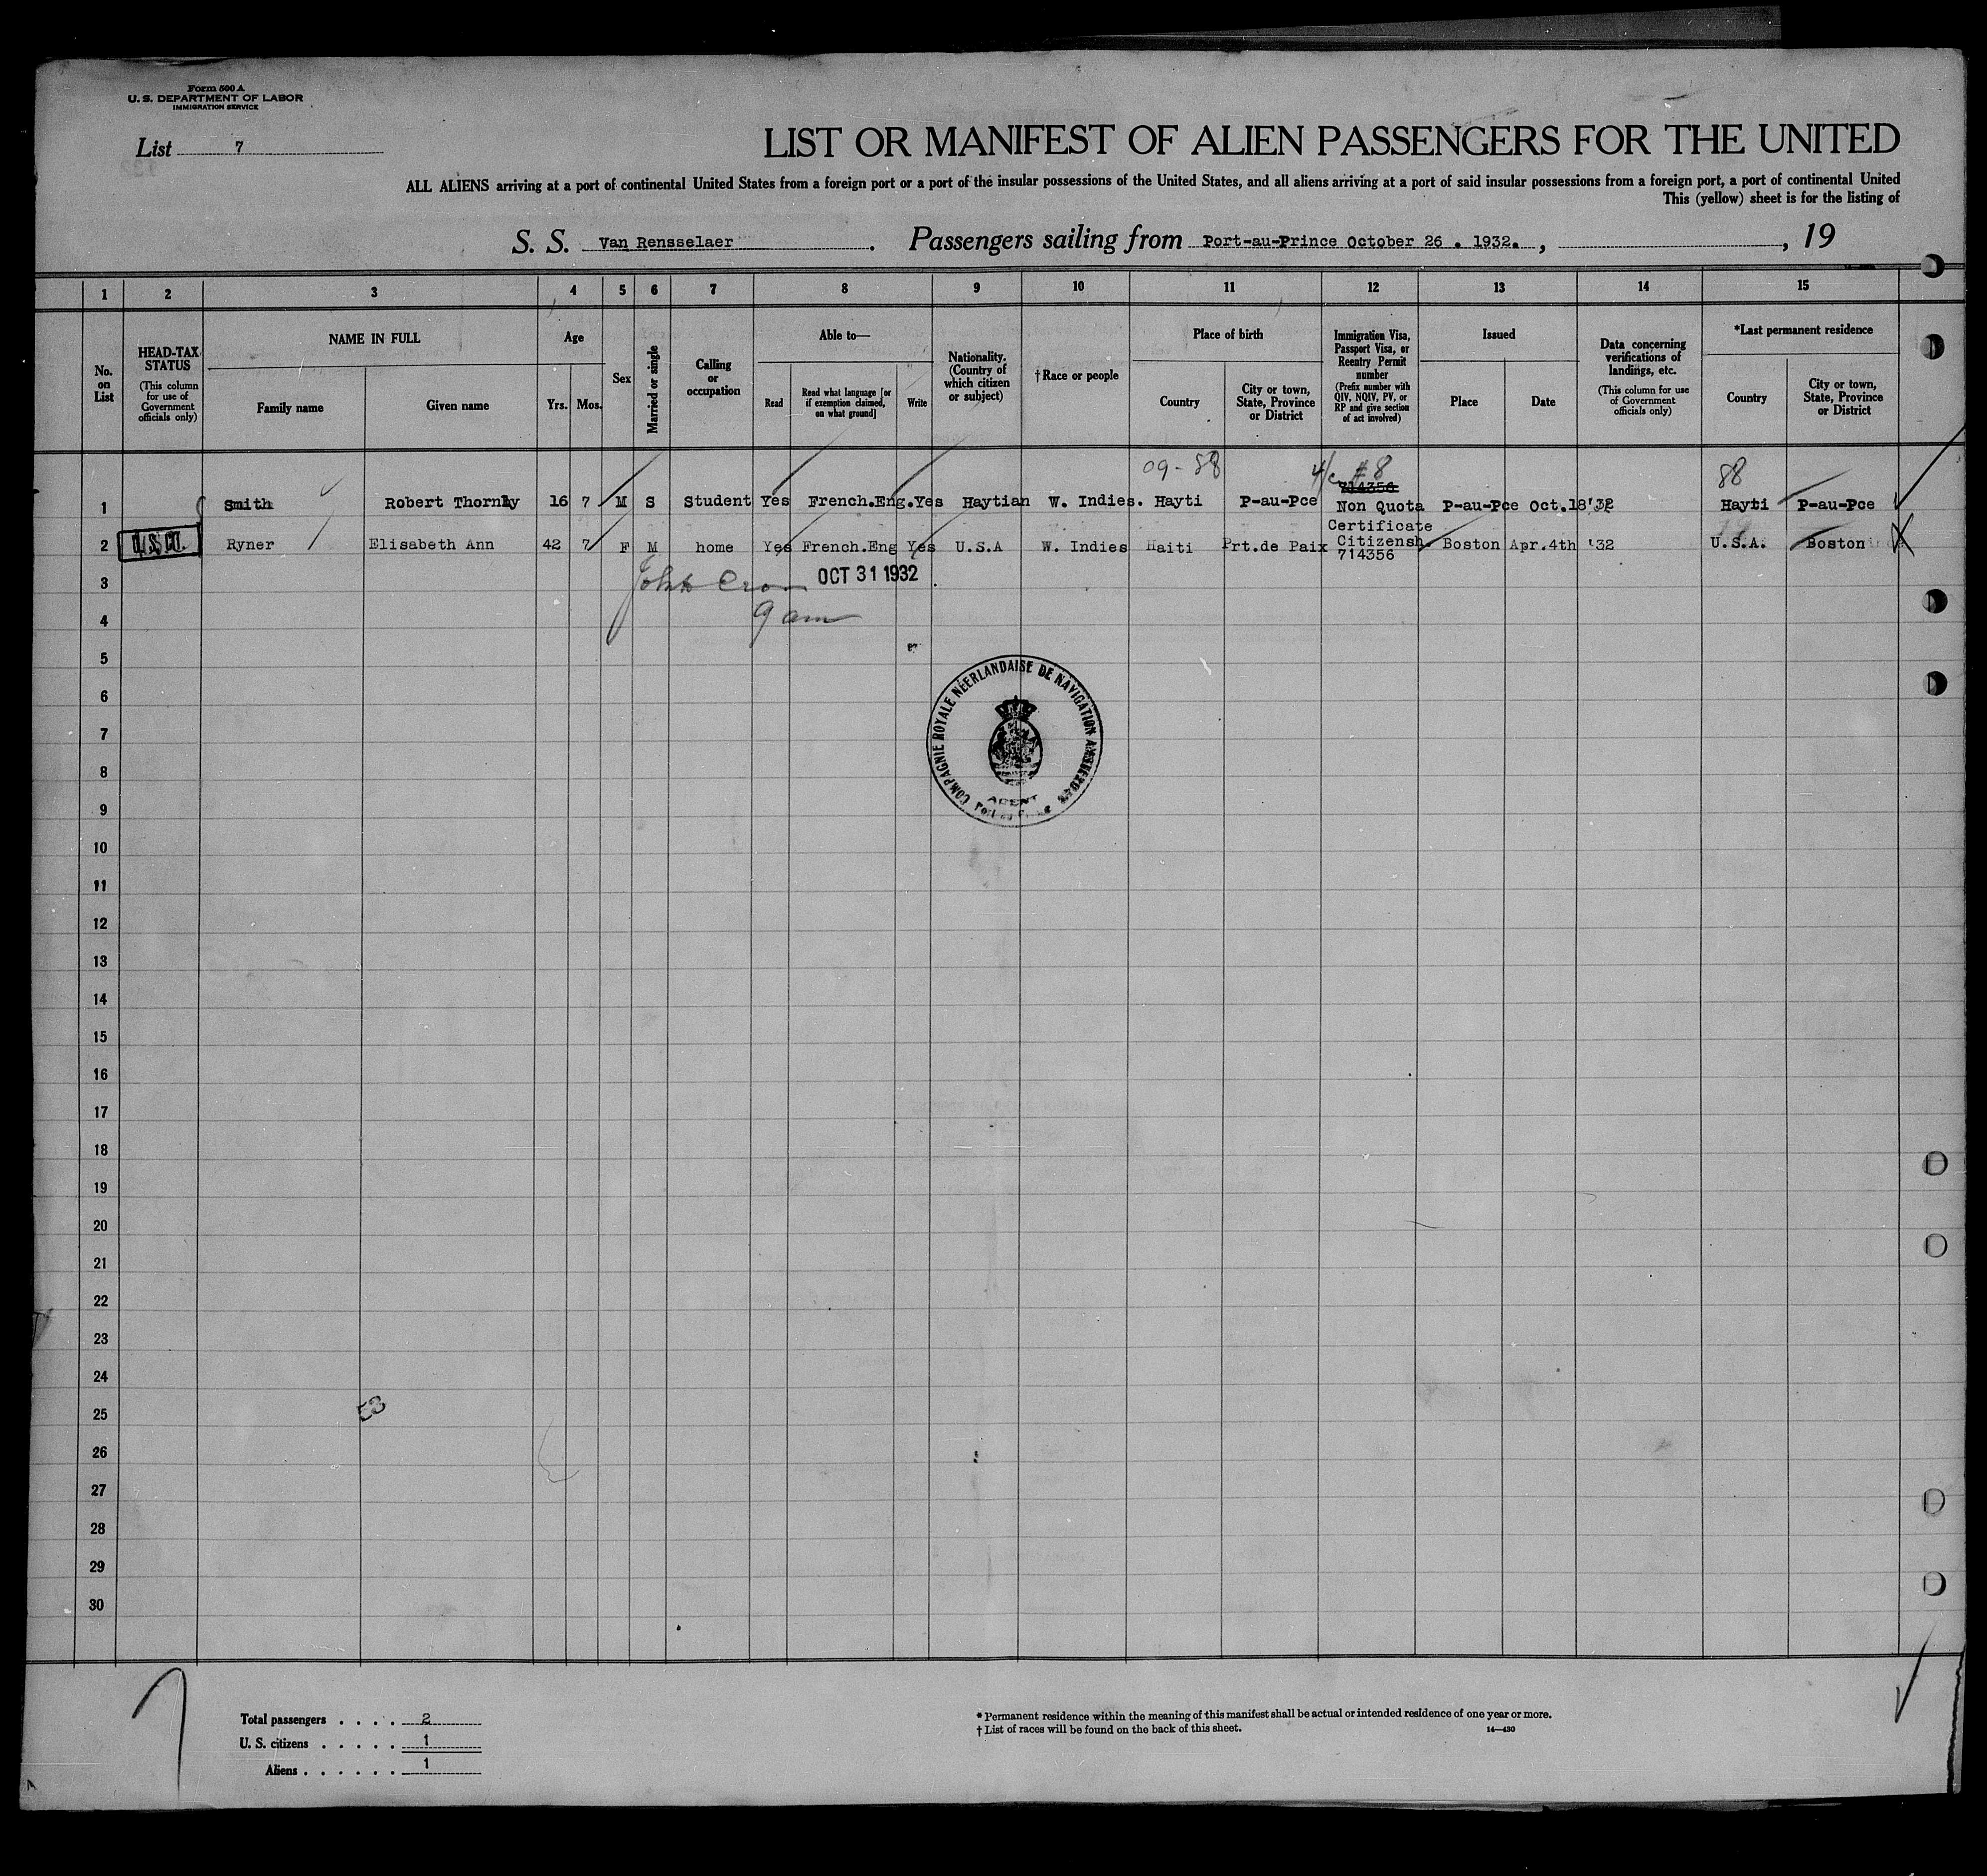 Form 500 A
U. S. DEPARTMENT OF LABOR
IMMIGRATION SERVICE
List 7
LIST OR MANIFEST OF ALIEN PASSENGERS FOR THE UNITED
ALL ALIENS arriving at a port of continental United States from a foreign port or a port of the insular possessions of the United States, and all aliens arriving at a port of said insular possessions from a foreign port, a port of continental United
This (yellow) sheet is for the listing of
S. S. Van Rensselaer. Passengers sailing from Port-au-Prince October 26 . 1932. , , 19
1 2 3 4 5 6 7 8 9 10 11 12 13 14 15
No. on List
HEAD-TAX STATUS
(This column for use of Government officials only)
NAME IN FULL
Family name
Given name
Age
Yrs. Mos.
Sex
Married or single
Calling or occupation
Able to—
Read
Read what language [or if exemption claimed, on what ground]
Write
Nationality. (Country of which citizen or subject)
†Race or people
Place of birth
Country
City or town, State, Province or District
Immigration Visa, Passport Visa, or Reentry Permit number
(Prefix number with QIV, NQIV, PV, or RP and give section of act involved)
Issued
Place
Date
Data concerning verifications of landings, etc.
(This column for use of Government officials only)
*Last permanent residence
Country
City or town, State, Province or District
09-88 #8 88
714356
1 Smith Robert 16 7 M S Student Yes French.Eng. Yes Haytian W. Indies. Hayti P-au-Pce Non Quota P-au-Pce Oct.18'32 Hayti P-au-Pce
2 Ryner Elisabeth Ann 42 7 F M home Yes French.Eng Yes U.S.A W. Indies Haiti Prt.de Paix Certificate Citizensh. 714356 Boston Apr.4th '32 U.S.A. Boston
3 John OCT 31 1932
4 9 am
5
6
7
8
9
10
11
12
13
14
15
16
17
18
19
20
21
22
23
24
25
26
27
28
29
30
COMPAGNIE ROYALE NÉERLANDAISE DE NAVIGATION
AGENT
53
Total passengers . . . . 2
U. S. citizens . . . . . 1
Aliens . . . . . . 1
* Permanent residence within the meaning of this manifest shall be actual or intended residence of one year or more.
† List of races will be found on the back of this sheet.
14—430